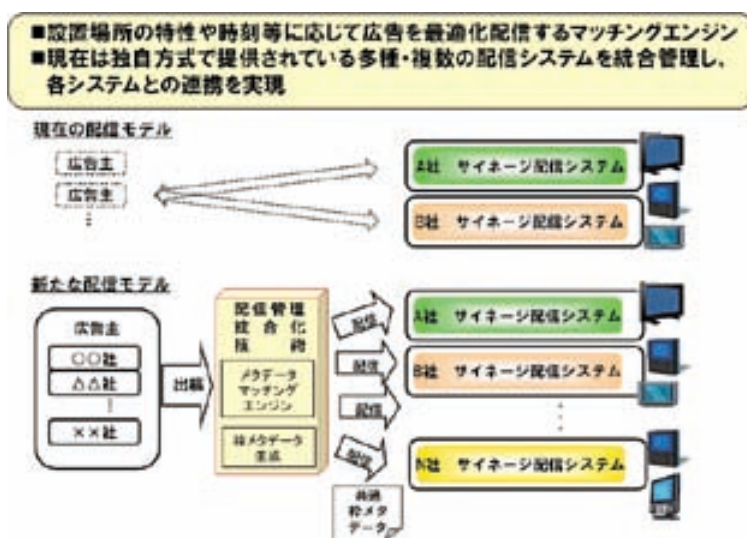 ■設置場所の特性や時刻等に応じて広告を最適化配信するマッチングエンジン
■現在は独自方式で提供されている多種・複数の配信システムを統合管理し、
各システムとの連携を実現
現在の配信モデル
広告主
広告主
⋮
A社 サイネージ配信システム
B社 サイネージ配信システム
新たな配信モデル
広告主
○○社
△△社
⋮
××社
出稿
配信管理
統合化
技術
メタデータ
マッチング
エンジン
枠メタデータ
生成
配信
配信
配信
配信
共通
枠メタ
データ
A社 サイネージ配信システム
B社 サイネージ配信システム
⋮
N社 サイネージ配信システム